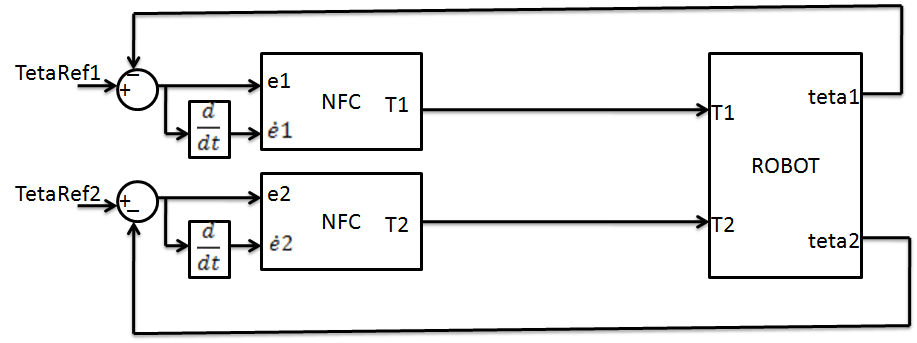 TetaRef1
−
+
e1
NFC
T1
d
dt
ė1
T1
teta1
ROBOT
TetaRef2
+
−
e2
NFC
T2
d
dt
ė2
T2
teta2